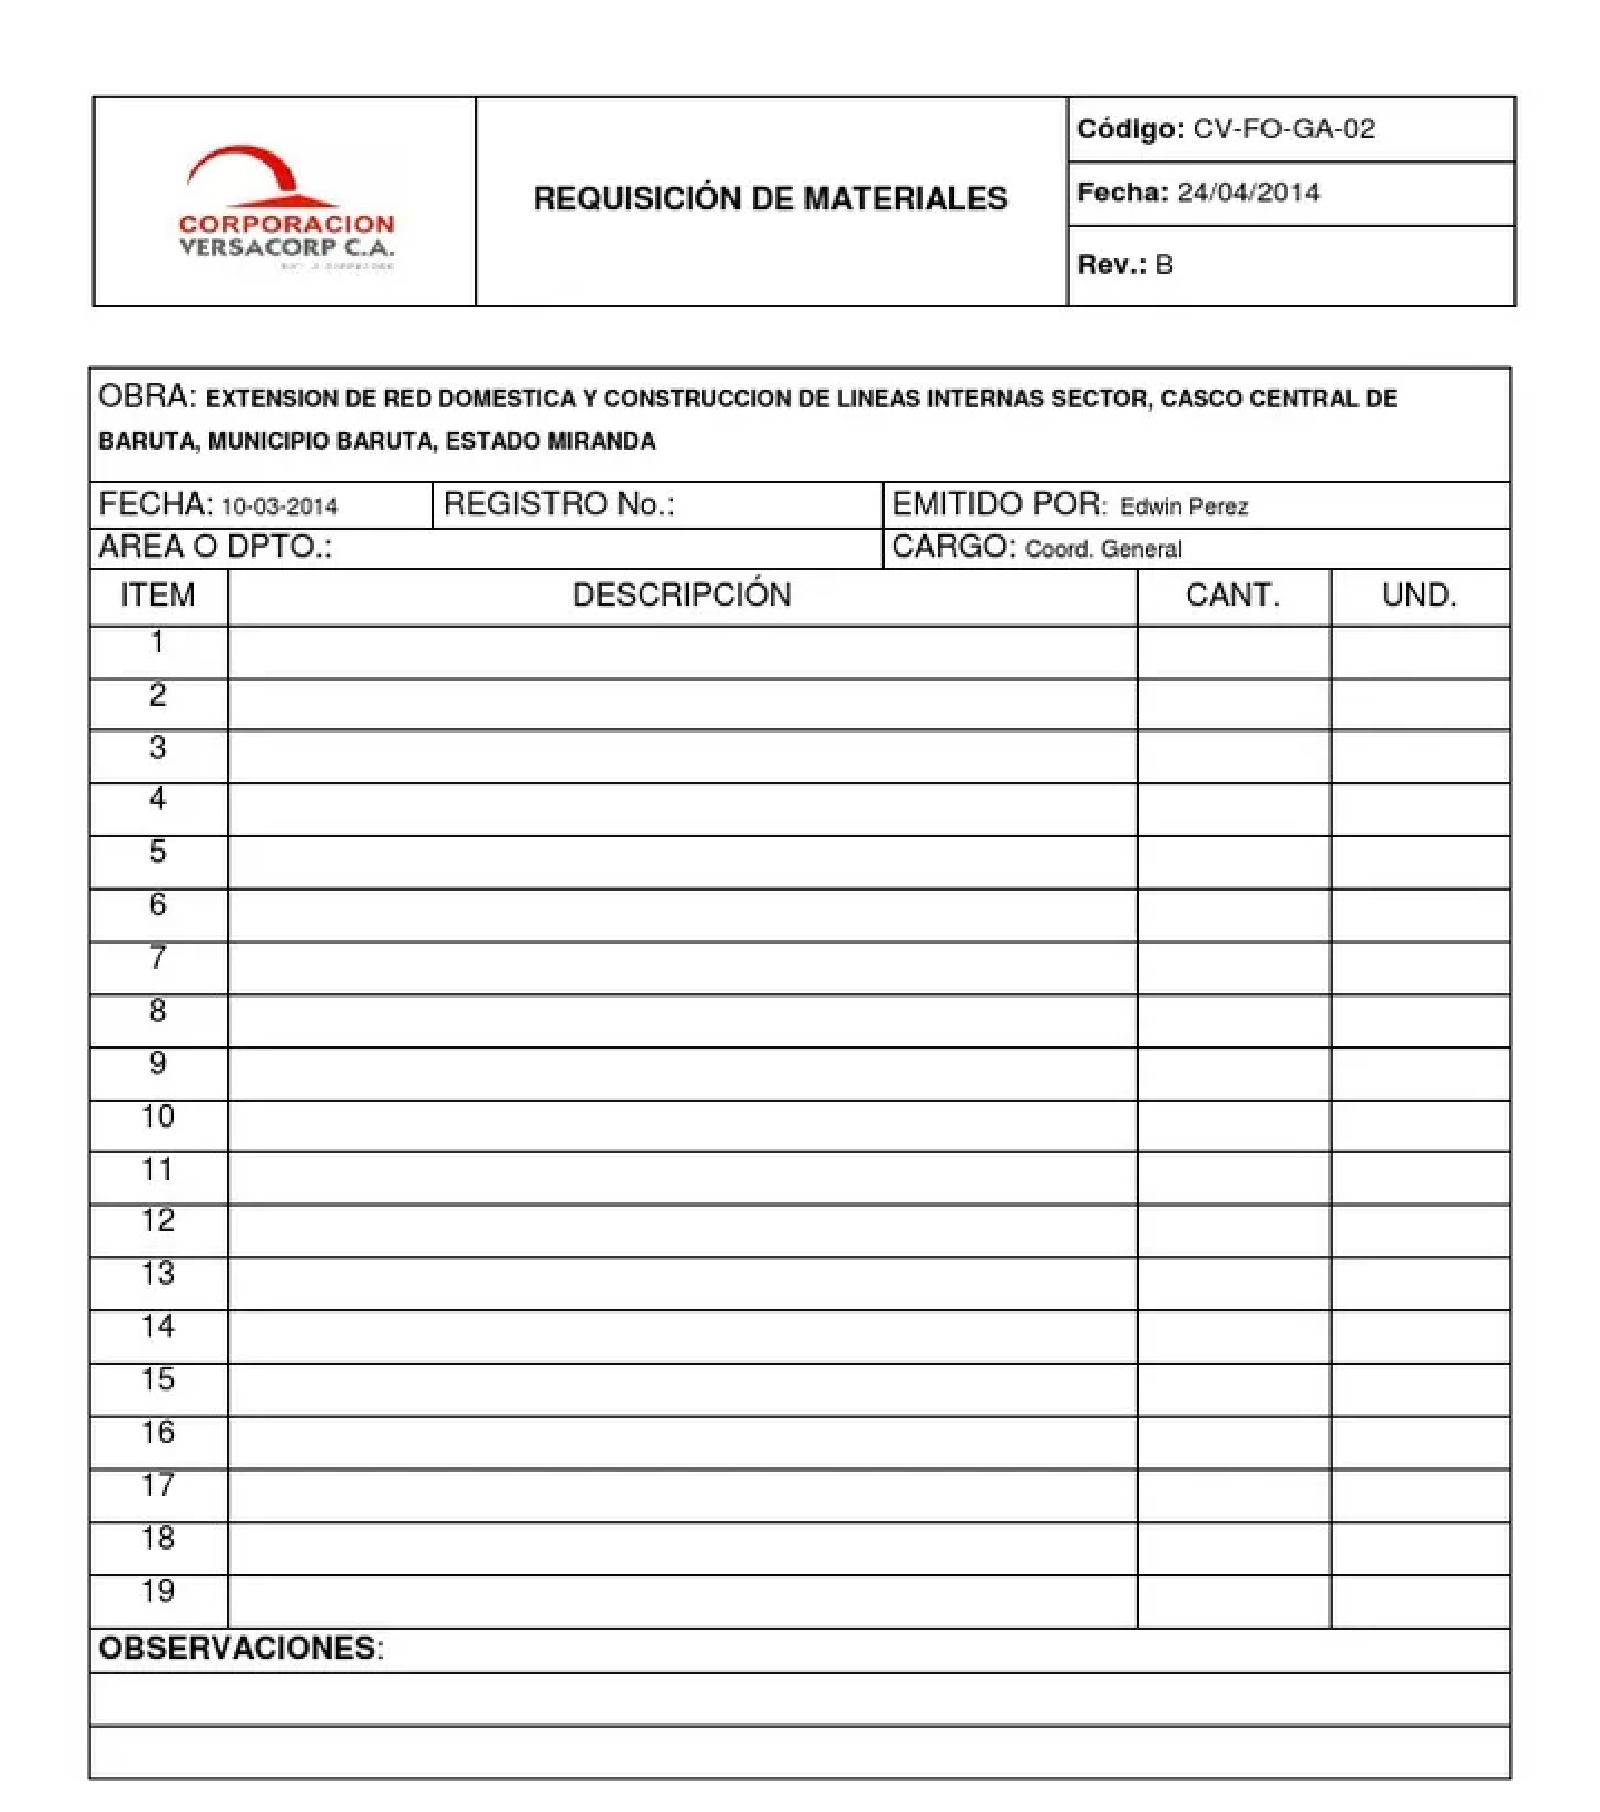 CORPORACION
VERSACORP C.A.
REQUISICIÓN DE MATERIALES
Código: CV-FO-GA-02
Fecha: 24/04/2014
Rev.: B
OBRA: EXTENSION DE RED DOMESTICA Y CONSTRUCCION DE LINEAS INTERNAS SECTOR, CASCO CENTRAL DE
BARUTA, MUNICIPIO BARUTA, ESTADO MIRANDA
FECHA: 10-03-2014 REGISTRO No.: EMITIDO POR: Edwin Perez
AREA O DPTO.: CARGO: Coord. General
ITEM DESCRIPCIÓN CANT. UND.
1
2
3
4
5
6
7
8
9
10
11
12
13
14
15
16
17
18
19
OBSERVACIONES: